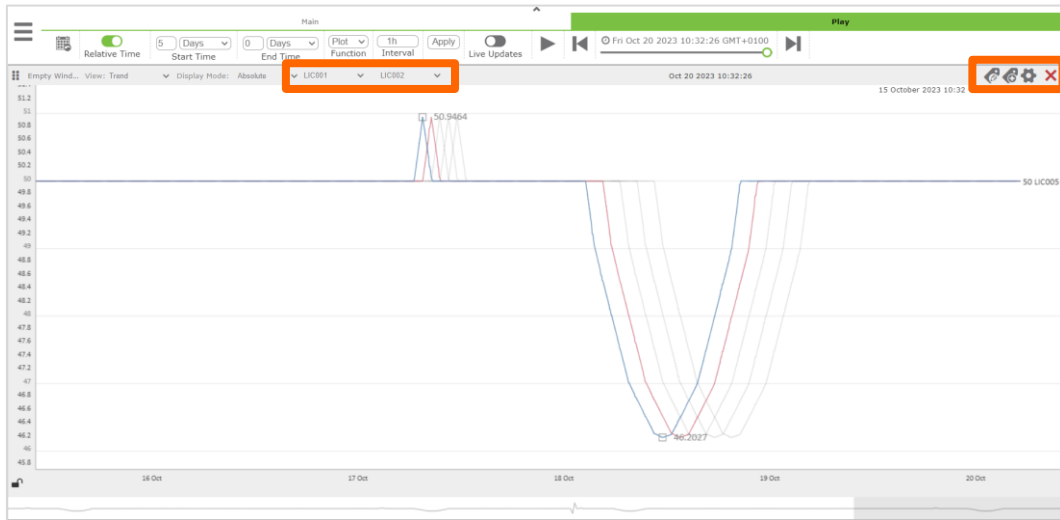 Main
Play
Relative Time
5 Days
Start Time
0 Days
End Time
Plot
Function
1h
Interval
Apply
Live Updates
Fri Oct 20 2023 10:32:26 GMT+0100
Empty Wind... View: Trend Display Mode: Absolute LIC001 LIC002 Oct 20 2023 10:32:26
15 October 2023 10:32
51.2
51
50.8
50.6
50.4
50.2
50
49.8
49.6
49.4
49.2
49
48.8
48.6
48.4
48.2
48
47.8
47.6
47.4
47.2
47
46.8
46.6
46.4
46.2
46
45.8
50.9464
50 LIC005
46.2027
16 Oct 17 Oct 18 Oct 19 Oct 20 Oct